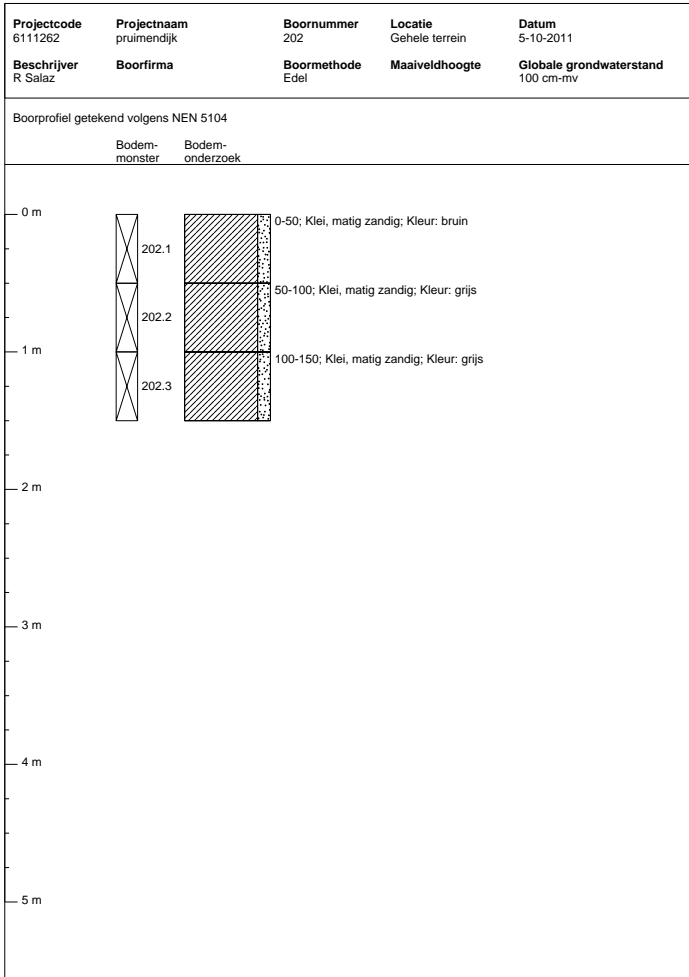 Projectcode Projectnaam Boornummer Locatie Datum
6111262 pruimendijk 202 Gehele terrein 5-10-2011
Beschrijver Boorfirma Boormethode Maaiveldhoogte Globale grondwaterstand
R Salaz Edel 100 cm-mv
Boorprofiel getekend volgens NEN 5104
Bodem- Bodem-
monster onderzoek
0 m
0-50; Klei, matig zandig; Kleur: bruin
202.1
50-100; Klei, matig zandig; Kleur: grijs
202.2
1 m
100-150; Klei, matig zandig; Kleur: grijs
202.3
2 m
3 m
4 m
5 m